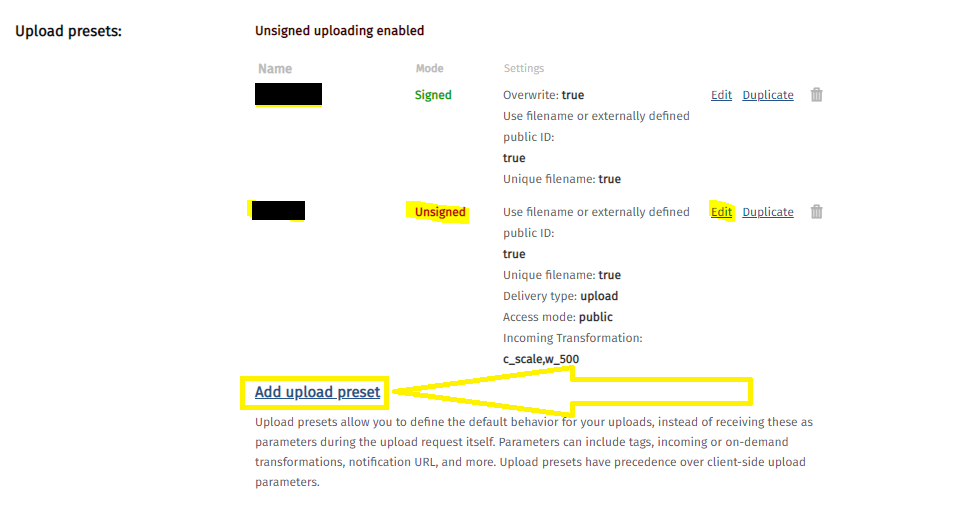 Upload presets:
Unsigned uploading enabled
Name Mode Settings
Signed Overwrite: true Edit Duplicate
Use filename or externally defined
public ID:
true
Unique filename: true
Unsigned Use filename or externally defined Edit Duplicate
public ID:
true
Unique filename: true
Delivery type: upload
Access mode: public
Incoming Transformation:
c_scale,w_500
Add upload preset
Upload presets allow you to define the default behavior for your uploads, instead of receiving these as
parameters during the upload request itself. Parameters can include tags, incoming or on-demand
transformations, notification URL, and more. Upload presets have precedence over client-side upload
parameters.